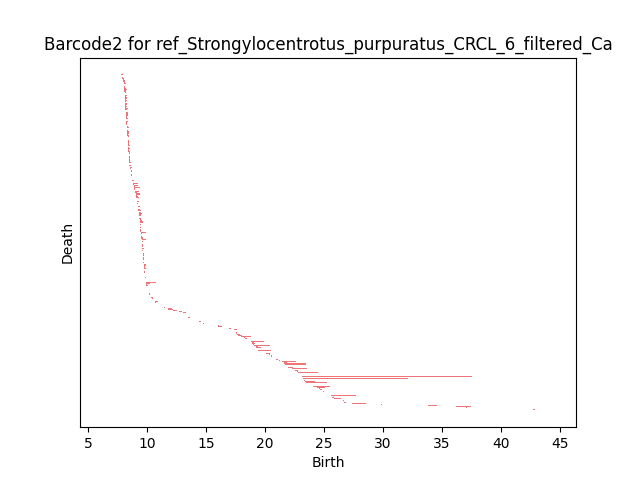 Barcode2 for ref_Strongylocentrotus_purpuratus_CRCL_6_filtered_Ca
Death
5 10 15 20 25 30 35 40 45
Birth